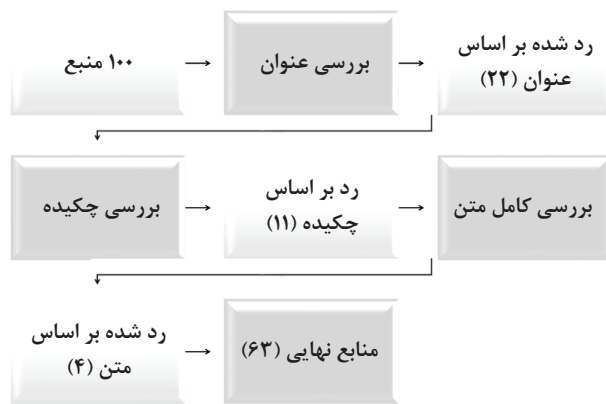 ۱۰۰ منبع
بررسی عنوان
رد شده بر اساس
عنوان (۲۲)
بررسی چکیده
رد بر اساس
چکیده (۱۱)
بررسی کامل متن
رد شده بر اساس
متن (۴)
منابع نهایی (۶۳)